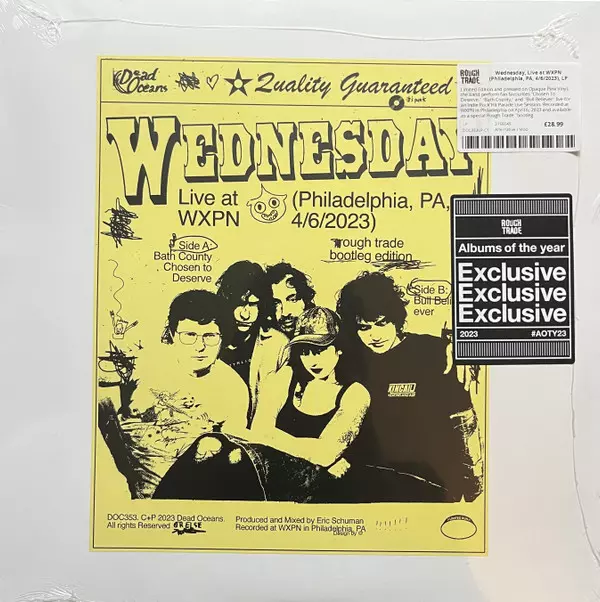 Dead
Oceans
Quality Guaranteed
WEDNESDAY
Live at
WXPN
(Philadelphia, PA,
4/6/2023)
Side A:
Bath County
Chosen to
Deserve
rough trade
bootleg edition
Side B:
Bull Beli
ever
DOC353. C+P 2023 Dead Oceans.
All rights Reserved OR ELSE
Produced and Mixed by Eric Schuman
Recorded at WXPN in Philadelphia, PA
ROUGH
TRADE
Wednesday, Live at WXPN
(Philadelphia, PA, 4/6/2023), LP
£28.99
ROUGH
TRADE
Albums of the year
Exclusive
Exclusive
Exclusive
2023
#AOTY23